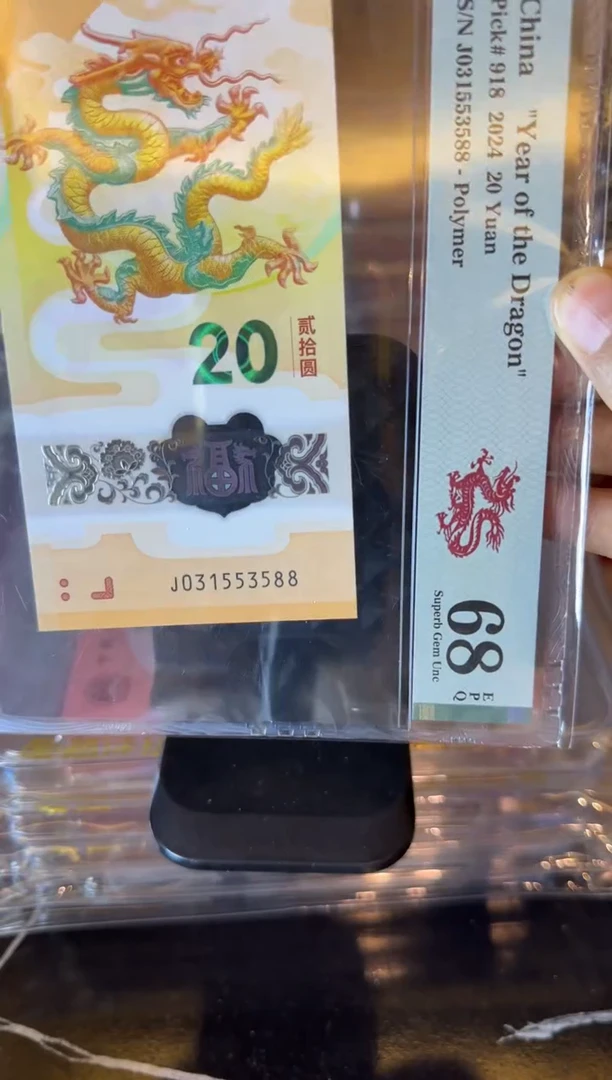 20
贰拾圆
福
J031553588
China "Year of the Dragon"
Pick# 918 2024 20 Yuan
S/N J031553588 - Polymer
68
EPQ
Superb Gem Unc